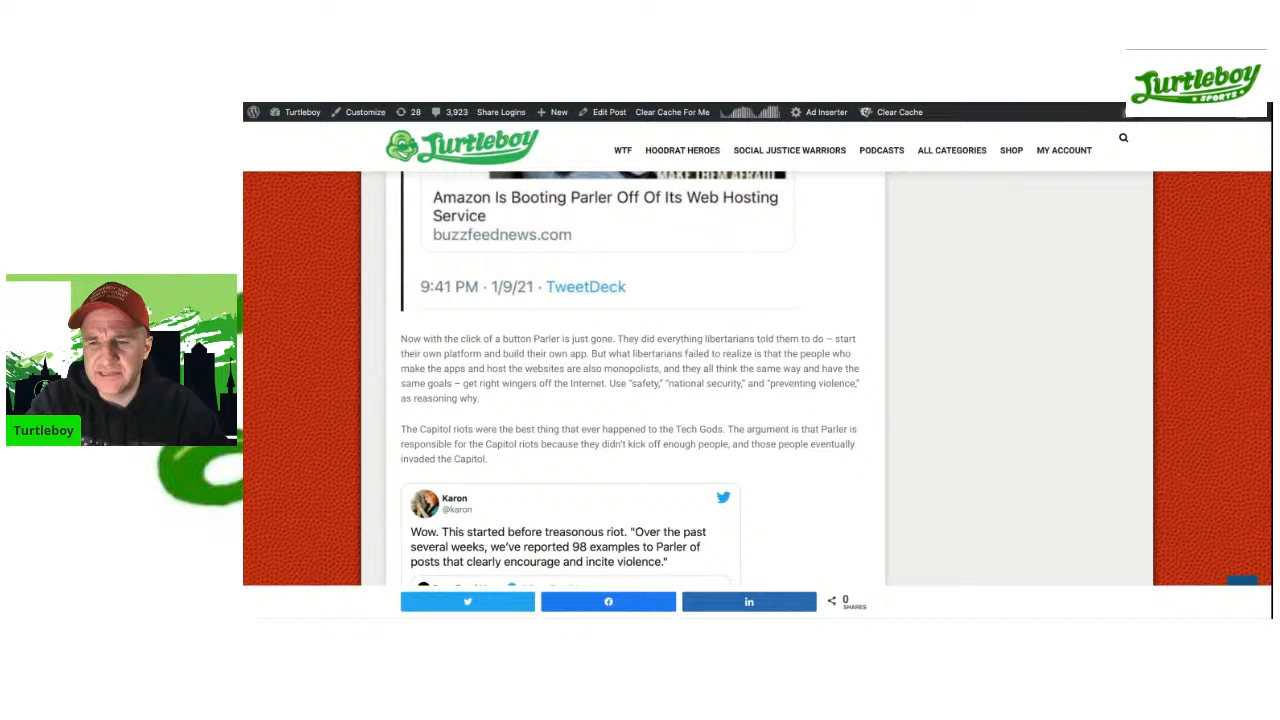 Turtleboy
SPORTS
Turtleboy Customize 28 3,923 Share Logins New Edit Post Clear Cache For Me Ad Inserter Clear Cache
Turtleboy WTF HOODRAT HEROES SOCIAL JUSTICE WARRIORS PODCASTS ALL CATEGORIES SHOP MY ACCOUNT
MAKE THEM AFRAID
Amazon Is Booting Parler Off Of Its Web Hosting
Service
buzzfeednews.com
9:41 PM · 1/9/21 · TweetDeck
Now with the click of a button Parler is just gone. They did everything libertarians told them to do – start
their own platform and build their own app. But what libertarians failed to realize is that the people who
make the apps and host the websites are also monopolists, and they all think the same way and have the
same goals – get right wingers off the Internet. Use “safety,” “national security,” and “preventing violence,”
as reasoning why.
The Capitol riots were the best thing that ever happened to the Tech Gods. The argument is that Parler is
responsible for the Capitol riots because they didn't kick off enough people, and those people eventually
invaded the Capitol.
Karon
@karon
Wow. This started before treasonous riot. "Over the past
several weeks, we've reported 98 examples to Parler of
posts that clearly encourage and incite violence."
0
SHARES
Turtleboy